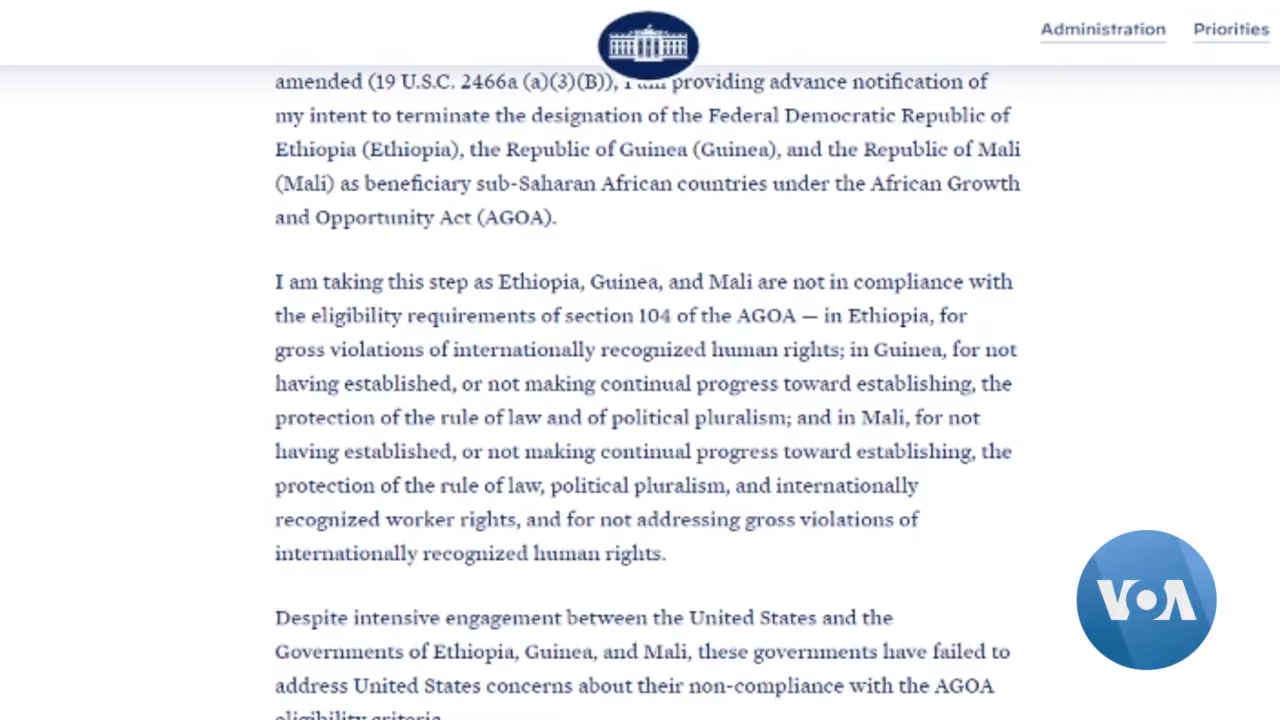 Administration Priorities
amended (19 U.S.C. 2466a (a)(3)(B)), I am providing advance notification of
my intent to terminate the designation of the Federal Democratic Republic of
Ethiopia (Ethiopia), the Republic of Guinea (Guinea), and the Republic of Mali
(Mali) as beneficiary sub-Saharan African countries under the African Growth
and Opportunity Act (AGOA).
I am taking this step as Ethiopia, Guinea, and Mali are not in compliance with
the eligibility requirements of section 104 of the AGOA — in Ethiopia, for
gross violations of internationally recognized human rights; in Guinea, for not
having established, or not making continual progress toward establishing, the
protection of the rule of law and of political pluralism; and in Mali, for not
having established, or not making continual progress toward establishing, the
protection of the rule of law, political pluralism, and internationally
recognized worker rights, and for not addressing gross violations of
internationally recognized human rights.
Despite intensive engagement between the United States and the
Governments of Ethiopia, Guinea, and Mali, these governments have failed to
address United States concerns about their non-compliance with the AGOA
eligibility criteria.
VOA